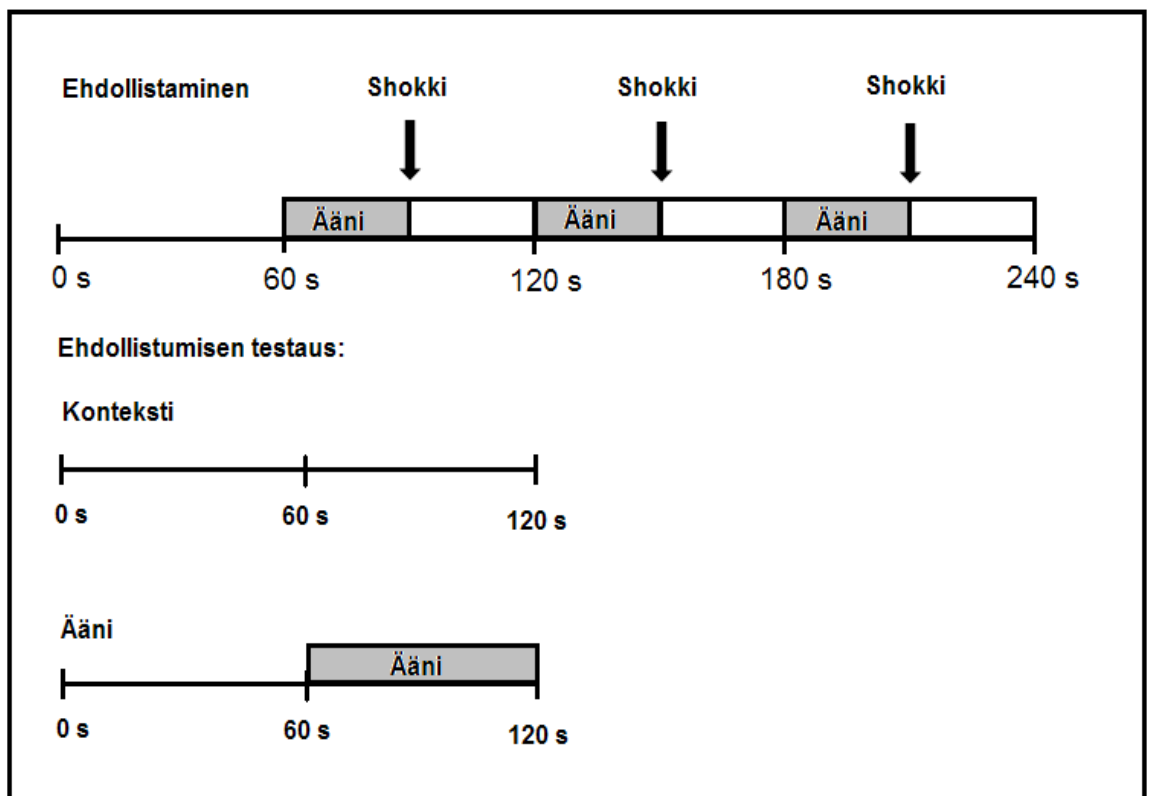 Ehdollistaminen Shokki Shokki Shokki
Ääni Ääni Ääni
0 s 60 s 120 s 180 s 240 s
Ehdollistumisen testaus:
Konteksti
0 s 60 s 120 s
Ääni
Ääni
0 s 60 s 120 s